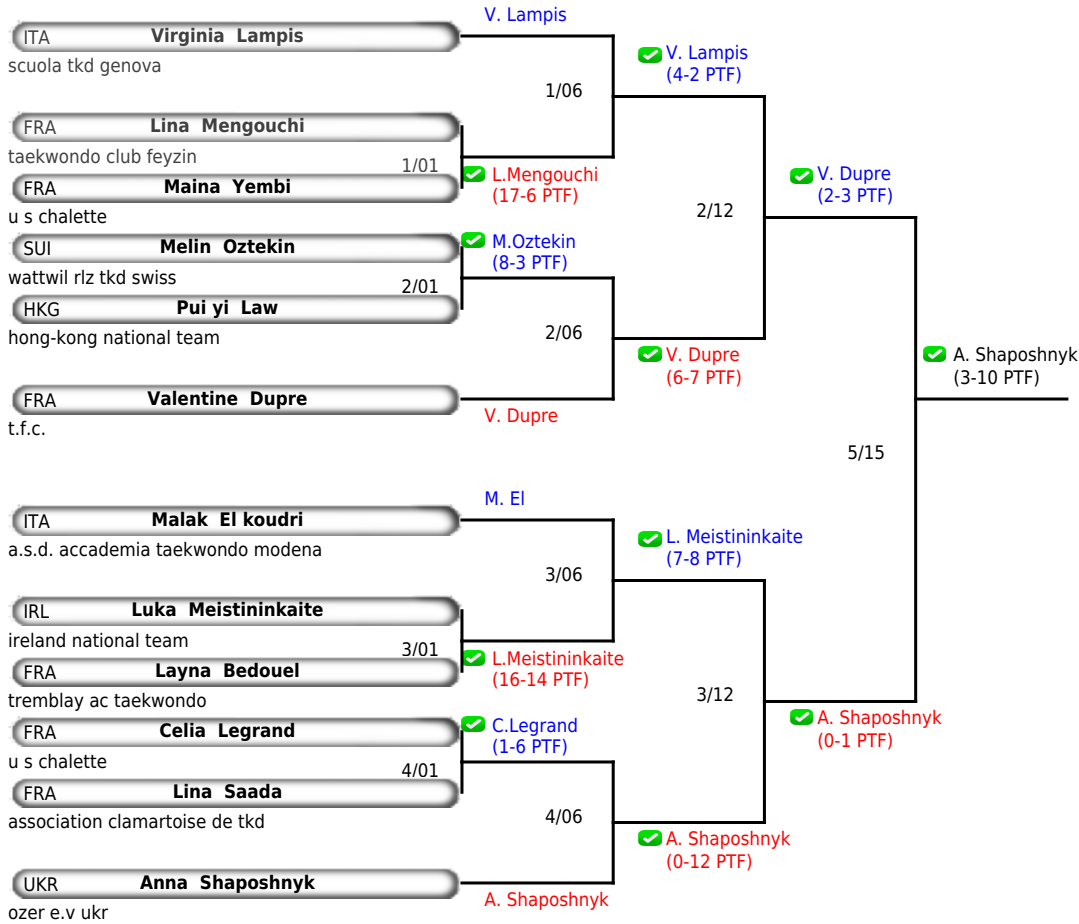 V. Lampis
ITA Virginia Lampis
scuola tkd genova
V. Lampis
(4-2 PTF)
1/06
FRA Lina Mengouchi
taekwondo club feyzin
1/01
L.Mengouchi
(17-6 PTF)
FRA Maina Yembi
u s chalette
V. Dupre
(2-3 PTF)
2/12
SUI Melin Oztekin
wattwil rlz tkd swiss
M.Oztekin
(8-3 PTF)
2/01
HKG Pui yi Law
hong-kong national team
2/06
V. Dupre
(6-7 PTF)
A. Shaposhnyk
(3-10 PTF)
FRA Valentine Dupre
t.f.c.
V. Dupre
5/15
M. El
ITA Malak El koudri
a.s.d. accademia taekwondo modena
L. Meistininkaite
(7-8 PTF)
3/06
IRL Luka Meistininkaite
ireland national team
3/01
L.Meistininkaite
(16-14 PTF)
FRA Layna Bedouel
tremblay ac taekwondo
3/12
A. Shaposhnyk
(0-1 PTF)
FRA Celia Legrand
u s chalette
C.Legrand
(1-6 PTF)
4/01
FRA Lina Saada
association clamartoise de tkd
4/06
A. Shaposhnyk
(0-12 PTF)
UKR Anna Shaposhnyk
ozer e.v ukr
A. Shaposhnyk